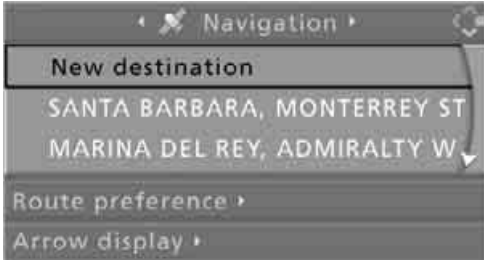 Navigation
New destination
SANTA BARBARA, MONTERREY ST
MARINA DEL REY, ADMIRALTY W
Route preference
Arrow display